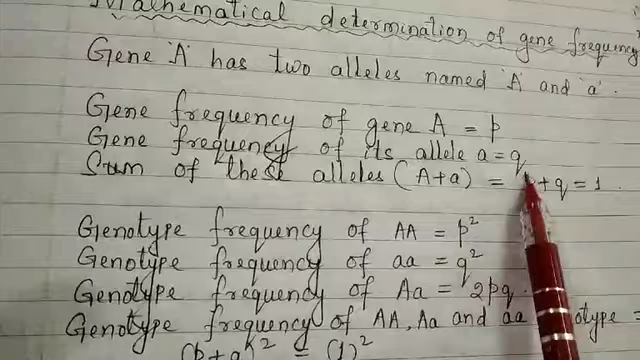 Mathematical determination of gene frequency
Gene 'A' has two alleles named 'A' and 'a'.
Gene frequency of gene A = p
Gene frequency of its allele a = q
Sum of these alleles (A+a) = +q = 1.
Genotype frequency of AA = p²
Genotype frequency of aa = q²
Genotype frequency of Aa = 2pq.
Genotype frequency of AA, Aa and aa =
(p+q)² = (1)²